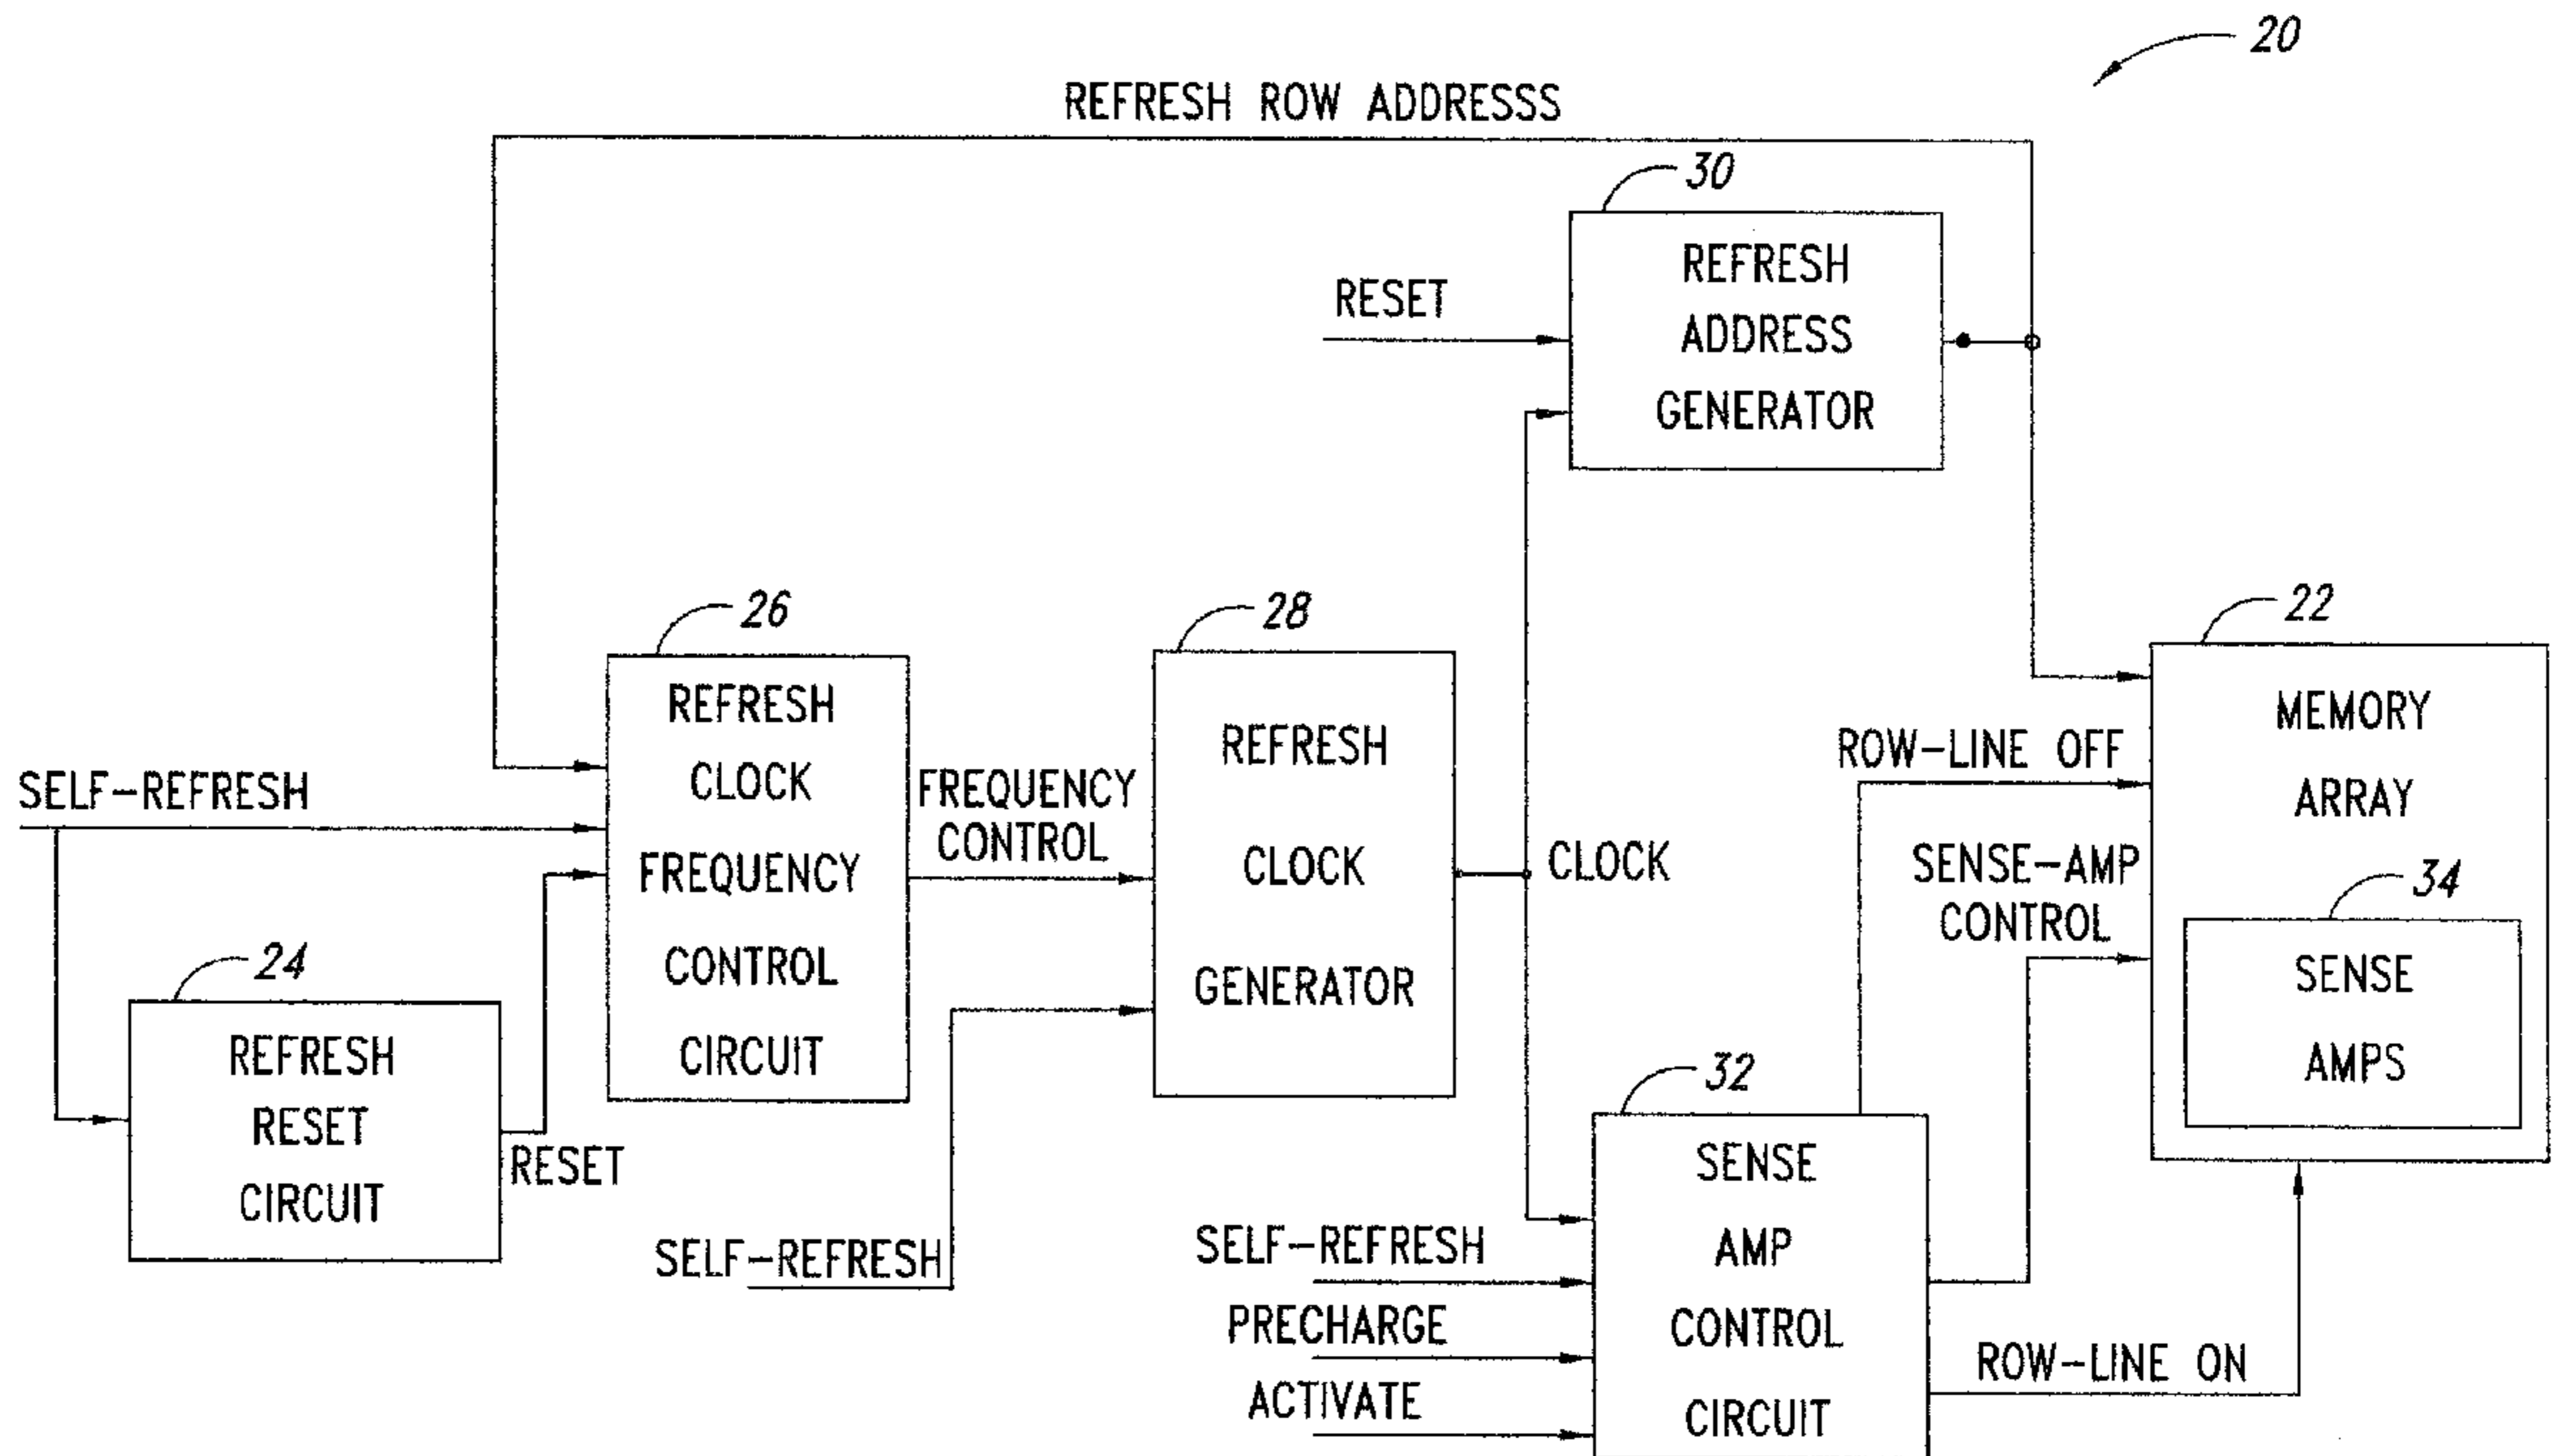 20
REFRESH ROW ADDRESSS
30
REFRESH
ADDRESS
GENERATOR
RESET
26
REFRESH
CLOCK
FREQUENCY
CONTROL
CIRCUIT
28
REFRESH
CLOCK
GENERATOR
22
MEMORY
ARRAY
34
SENSE
AMPS
SELF-REFRESH
FREQUENCY
CONTROL
CLOCK
ROW-LINE OFF
SENSE-AMP
CONTROL
24
REFRESH
RESET
CIRCUIT
RESET
SELF-REFRESH
32
SENSE
AMP
CONTROL
CIRCUIT
SELF-REFRESH
PRECHARGE
ACTIVATE
ROW-LINE ON